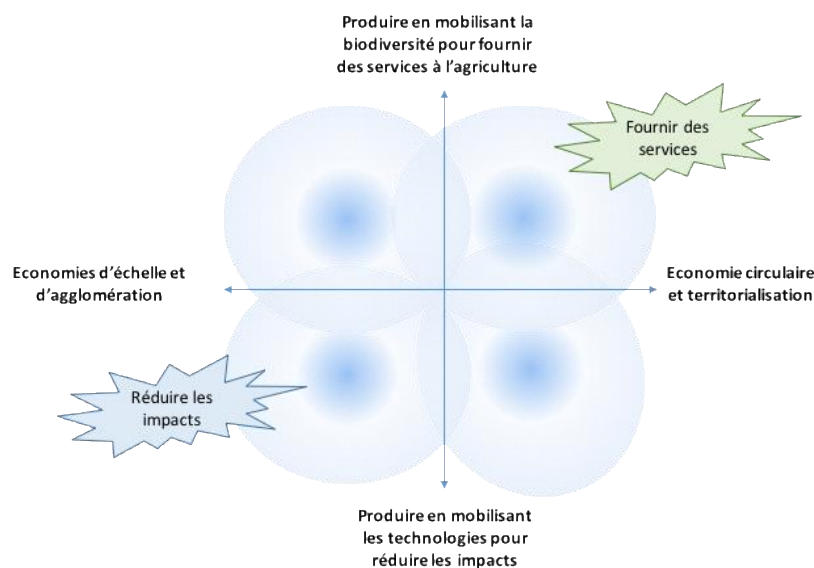 Produire en mobilisant la
biodiversité pour fournir
des services à l'agriculture
Fournir des
services
Economies d'échelle et
d'agglomération
Economie circulaire
et territorialisation
Réduire les
impacts
Produire en mobilisant
les technologies pour
réduire les impacts